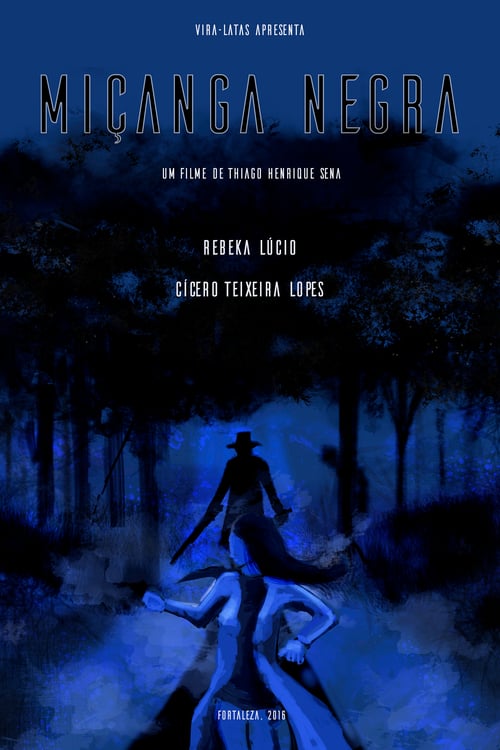 VIRA-LATAS APRESENTA
MIÇANGA NEGRA
UM FILME DE THIAGO HENRIQUE SENA
REBEKA LÚCIO
CÍCERO TEIXEIRA LOPES
FORTALEZA, 2016